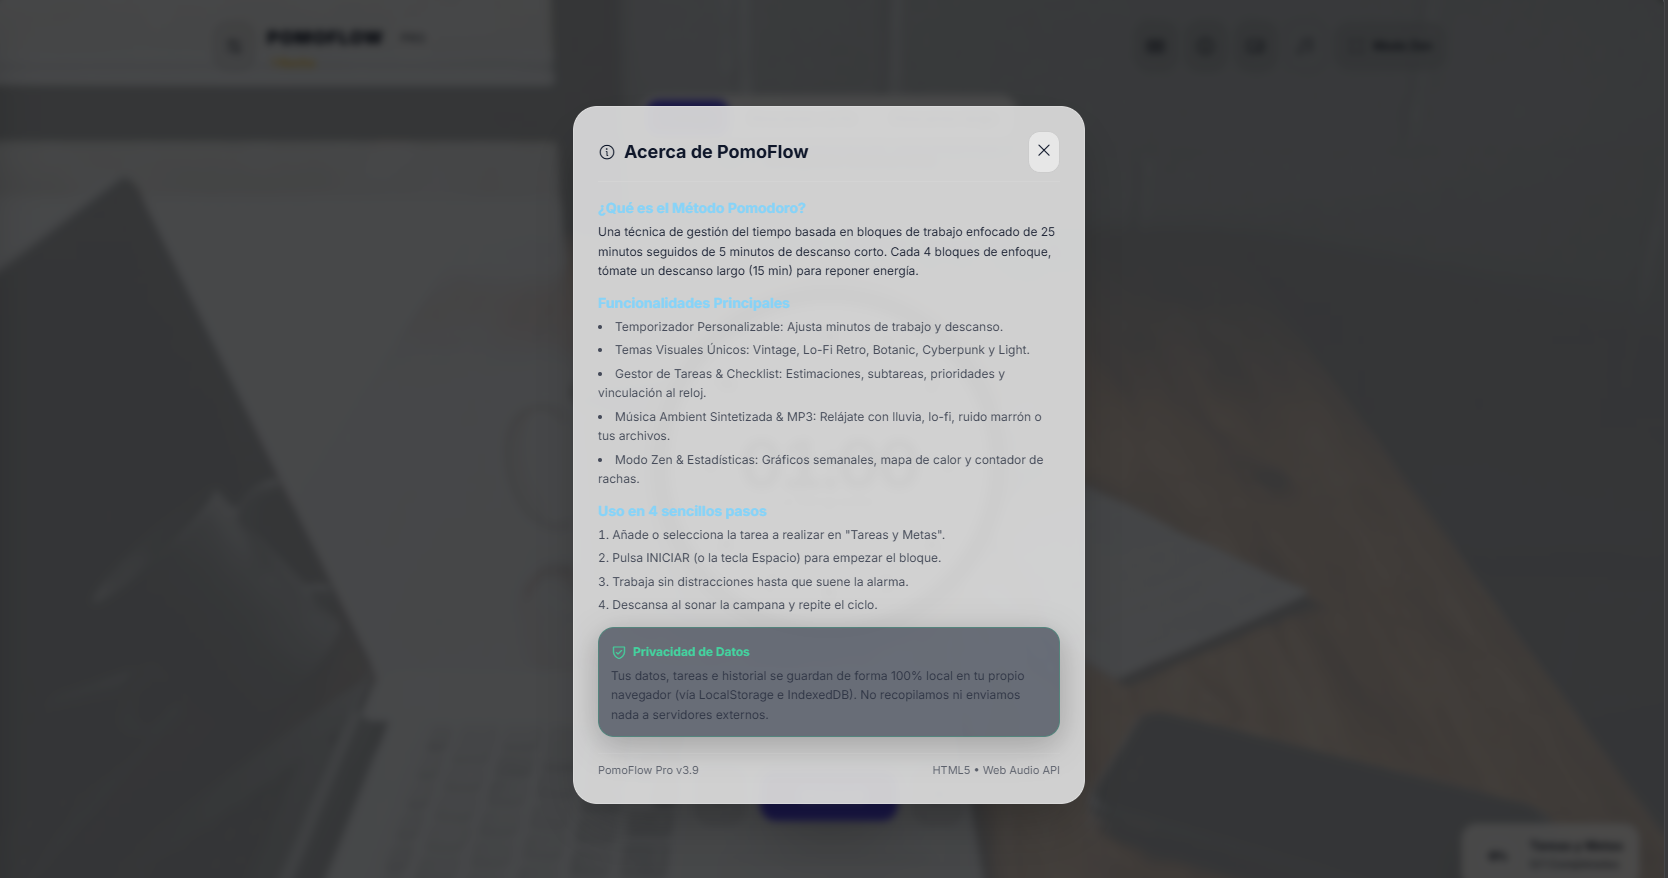 POMOFLOW
Acerca de PomoFlow
¿Qué es el Método Pomodoro?
Una técnica de gestión del tiempo basada en bloques de trabajo enfocado de 25
minutos seguidos de 5 minutos de descanso corto. Cada 4 bloques de enfoque,
tómate un descanso largo (15 min) para reponer energía.
Funcionalidades Principales
• Temporizador Personalizable: Ajusta minutos de trabajo y descanso.
• Temas Visuales Únicos: Vintage, Lo-Fi Retro, Botanic, Cyberpunk y Light.
• Gestor de Tareas & Checklist: Estimaciones, subtareas, prioridades y
vinculación al reloj.
• Música Ambient Sintetizada & MP3: Relájate con lluvia, lo-fi, ruido marrón o
tus archivos.
• Modo Zen & Estadísticas: Gráficos semanales, mapa de calor y contador de
rachas.
Uso en 4 sencillos pasos
1. Añade o selecciona la tarea a realizar en "Tareas y Metas".
2. Pulsa INICIAR (o la tecla Espacio) para empezar el bloque.
3. Trabaja sin distracciones hasta que suene la alarma.
4. Descansa al sonar la campana y repite el ciclo.
Privacidad de Datos
Tus datos, tareas e historial se guardan de forma 100% local en tu propio
navegador (vía LocalStorage e IndexedDB). No recopilamos ni enviamos
nada a servidores externos.
PomoFlow Pro v3.9
HTML5 • Web Audio API
Tareas y Metas